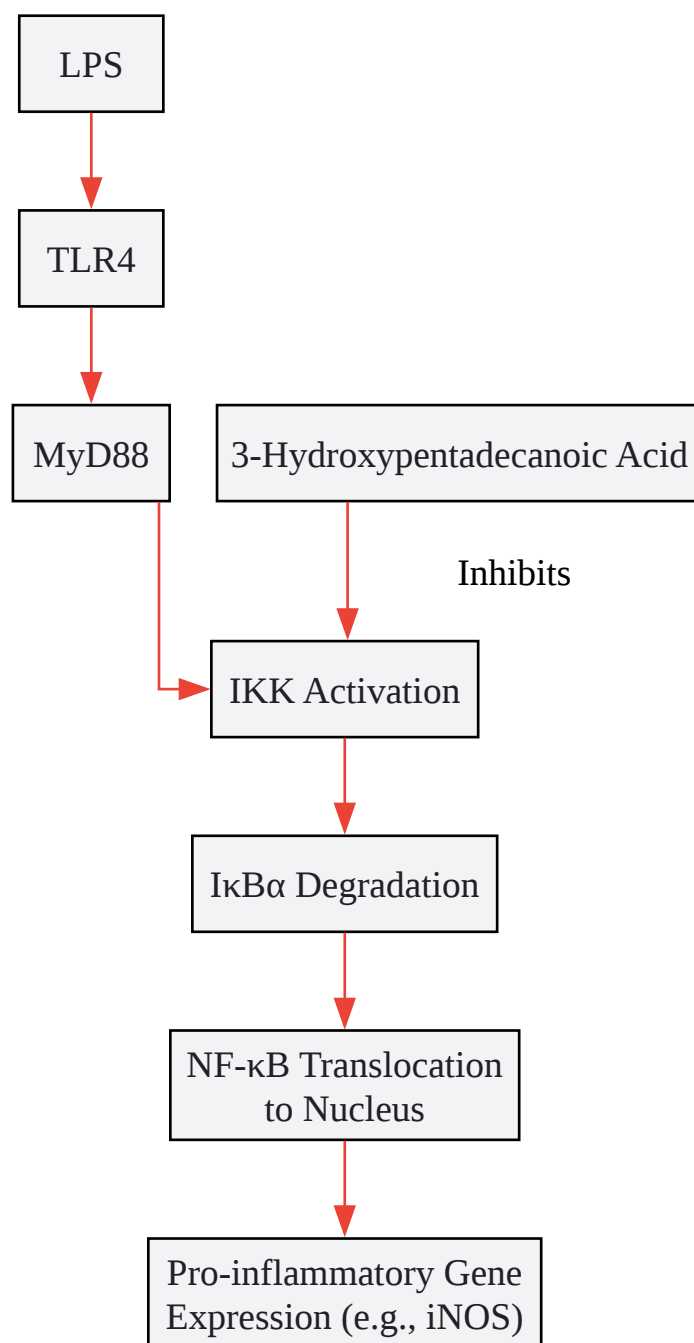 LPS
TLR4
MyD88
3-Hydroxypentadecanoic Acid
Inhibits
IKK Activation
IκBα Degradation
NF-κB Translocation
to Nucleus
Pro-inflammatory Gene
Expression (e.g., iNOS)